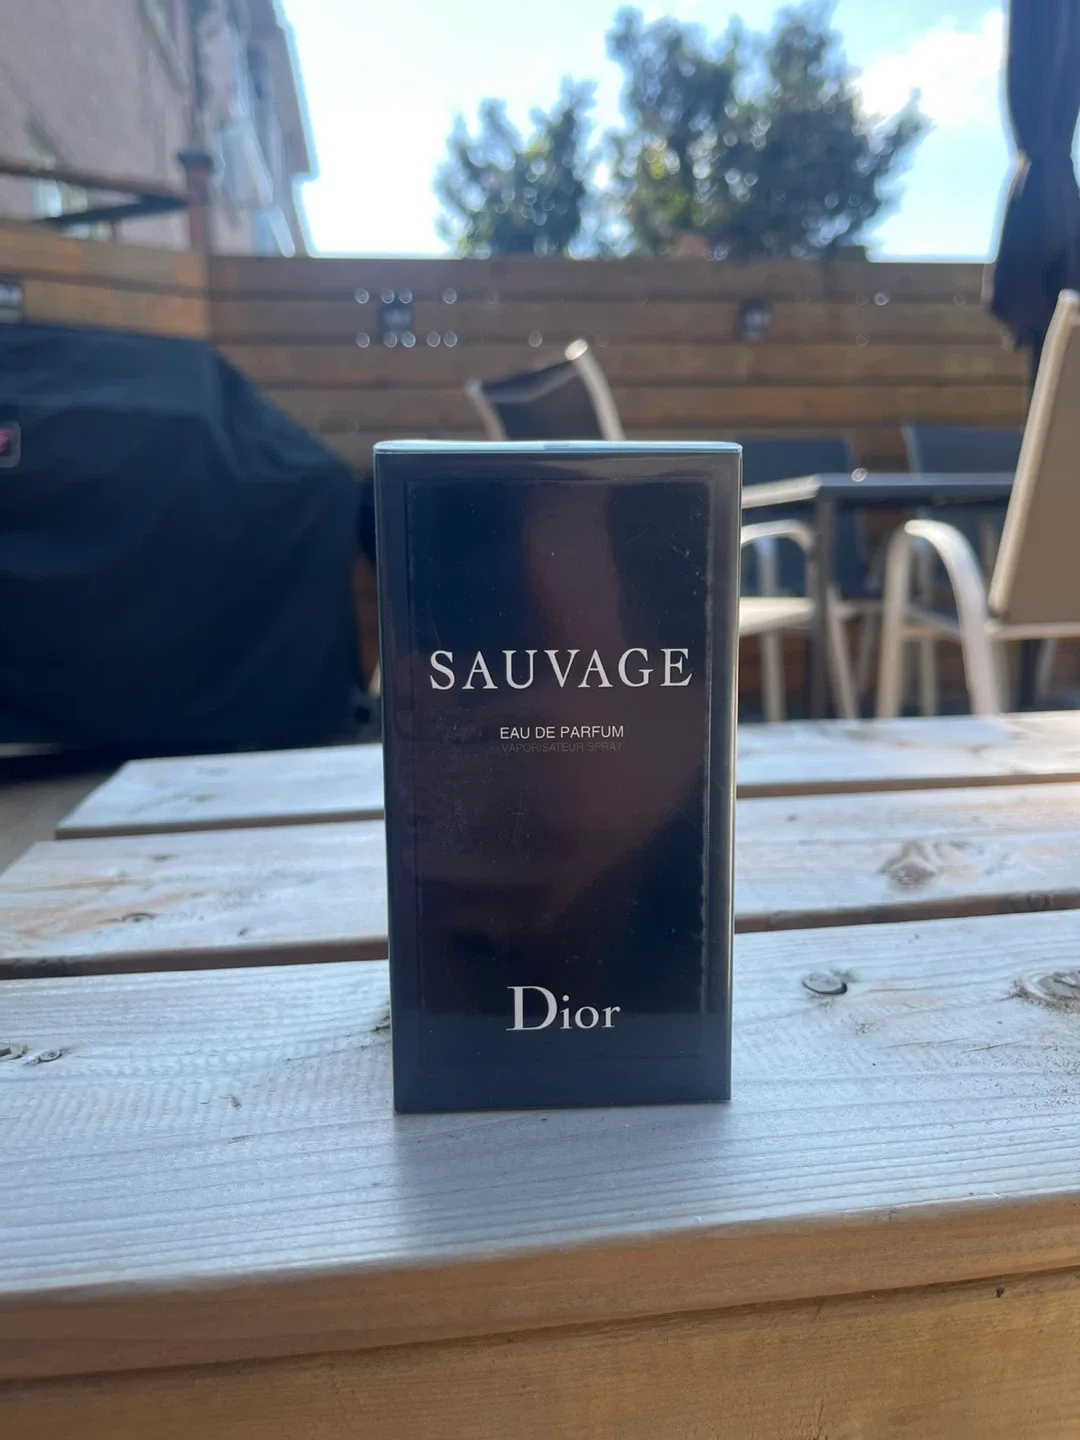 SAUVAGE
EAU DE PARFUM
VAPORISATEUR SPRAY
Dior